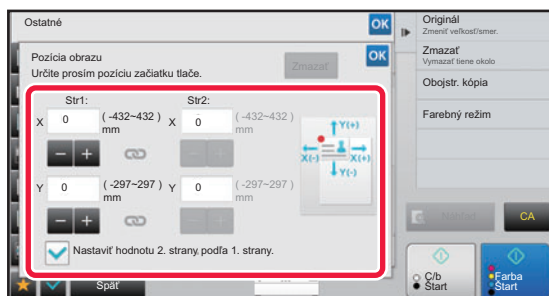 Ostatné
OK
Pozícia obrazu
Určite prosím pozíciu začiatku tlače.
Zmazať
OK
Str1:
Str2:
X 0 (-432~432) mm
X 0 (-432~432) mm
− +
− +
Y 0 (-297~297) mm
Y 0 (-297~297) mm
− +
− +
Y(+)
X(-) X(+)
Y(-)
Nastaviť hodnotu 2. strany podľa 1. strany.
Späť
Originál
Zmeniť veľkosť/smer.
Zmazať
Vymazať tiene okolo
Obojstr. kópia
Farebný režim
CA
Č/b
Štart
Farba
Štart